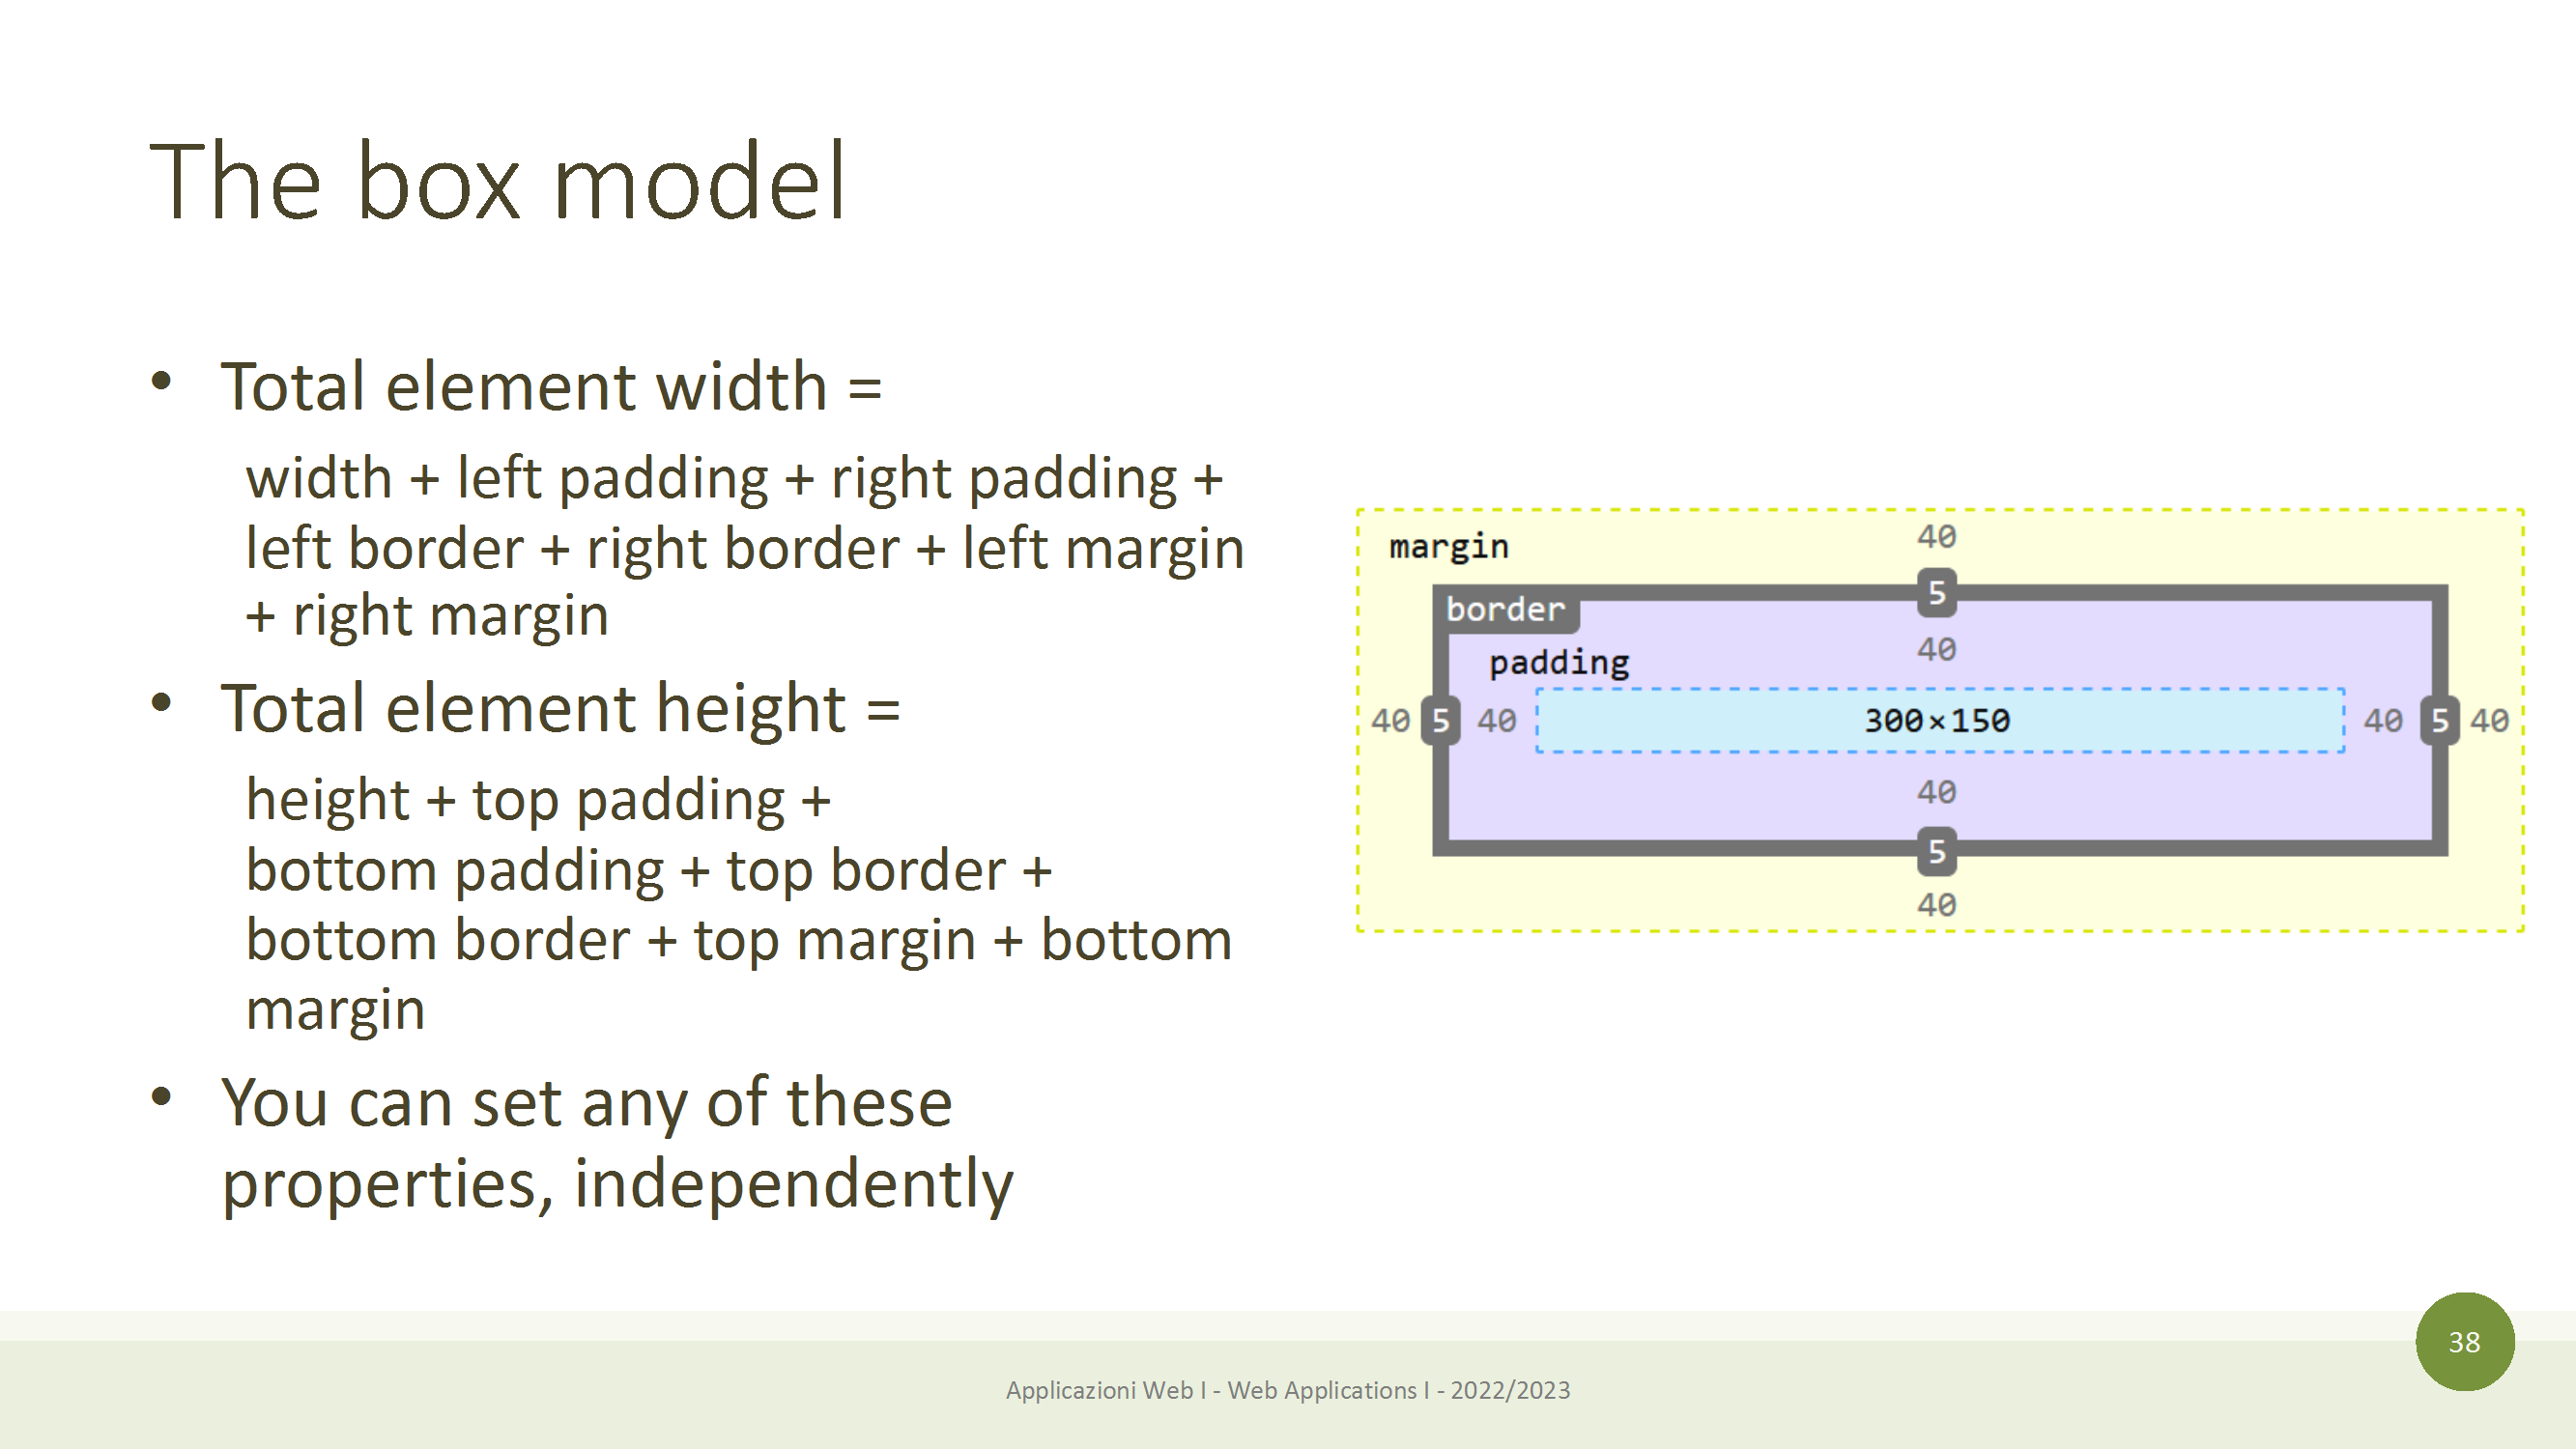 The box model
• Total element width =
width + left padding + right padding +
left border + right border + left margin
+ right margin
• Total element height =
height + top padding +
bottom padding + top border +
bottom border + top margin + bottom
margin
• You can set any of these
properties, independently
margin 40
5
border
40
padding
40 5 40 300×150 40 5 40
40
5
40
38
Applicazioni Web I - Web Applications I - 2022/2023